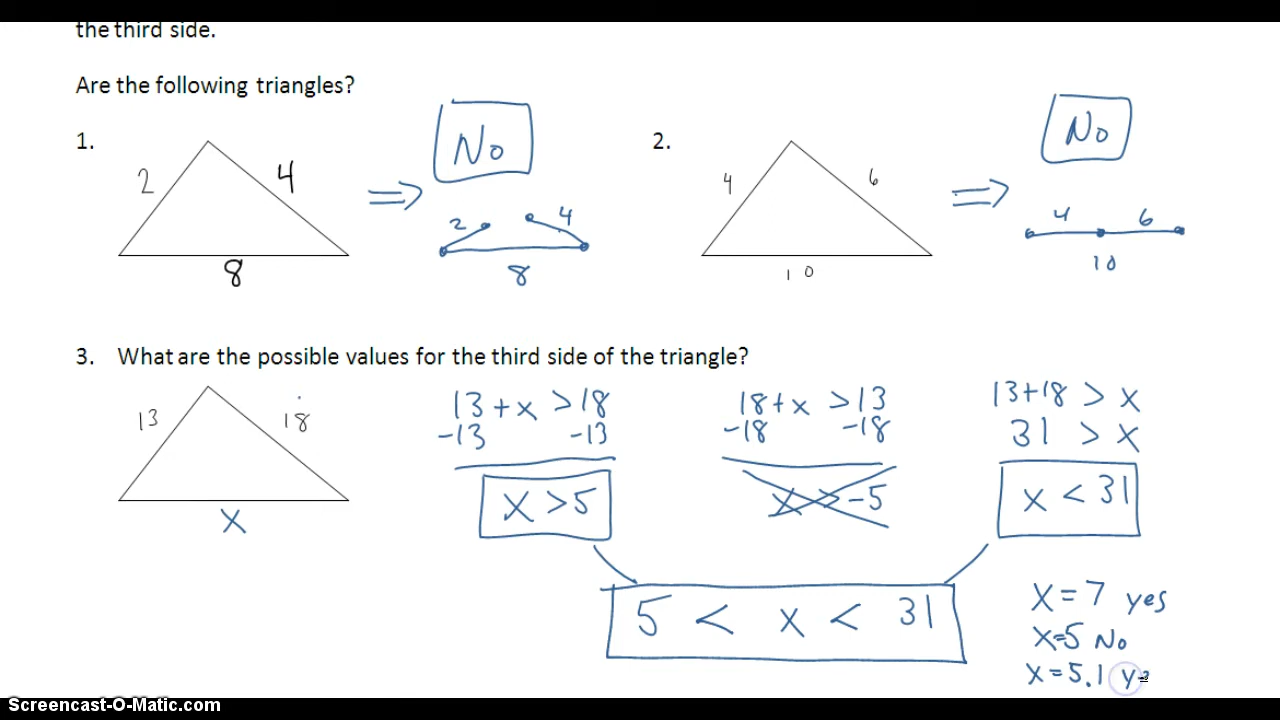 the third side.
Are the following triangles?
1.
2
4
8
⇒
No
2
4
8
2.
4
6
10
⇒
No
4
6
10
3. What are the possible values for the third side of the triangle?
13
18
x
13 + x > 18
-13 -13
x > 5
18 + x > 13
-18 -18
x > -5
13 + 18 > x
31 > x
x < 31
5 < x < 31
x = 7 yes
x = 5 No
x = 5.1
Screencast-O-Matic.com